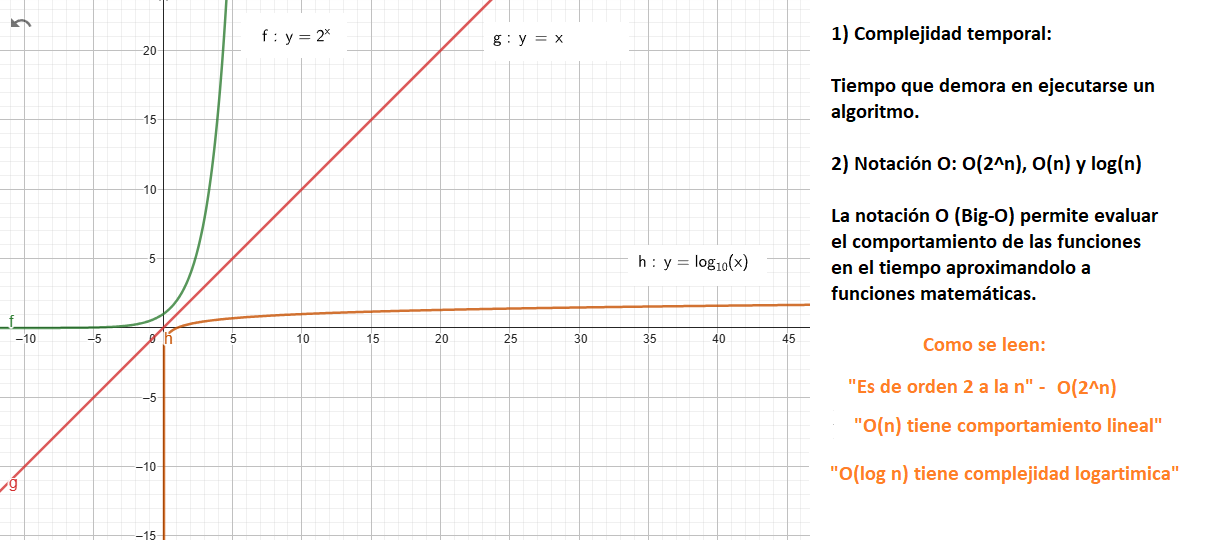 f : y = 2ˣ
g : y = x
20
15
10
5
h : y = log₁₀(x)
f
−10
−5
0
h
5
10
15
20
25
30
35
40
45
−5
−10
g
−15
1) Complejidad temporal:
Tiempo que demora en ejecutarse un
algoritmo.
2) Notación O: O(2^n), O(n) y log(n)
La notación O (Big-O) permite evaluar
el comportamiento de las funciones
en el tiempo aproximandolo a
funciones matemáticas.
Como se leen:
"Es de orden 2 a la n" - O(2^n)
"O(n) tiene comportamiento lineal"
"O(log n) tiene complejidad logartimica"